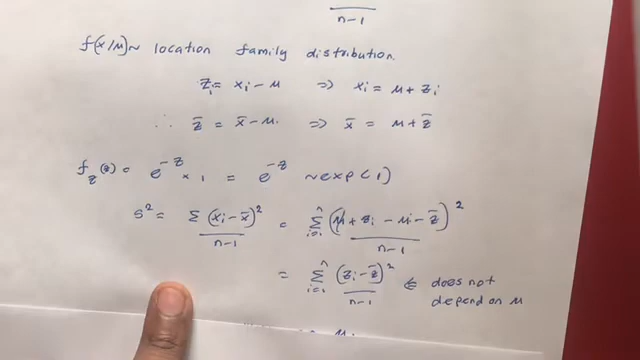 n-1
f(x/μ) ~ location family distribution.
Zi = xi - μ => xi = μ + zi
∴ z̄ = x̄ - μ. => x̄ = μ + z̄
f_z(z) = e^-z × 1 = e^-z ~ exp(1)
s² = Σ (xi - x̄)² / n-1 = Σ_{i=1}^n (μ + zi - μ - z̄)² / n-1
= Σ_{i=1}^n (zi - z̄)² / n-1 ⇐ does not
depend on μ